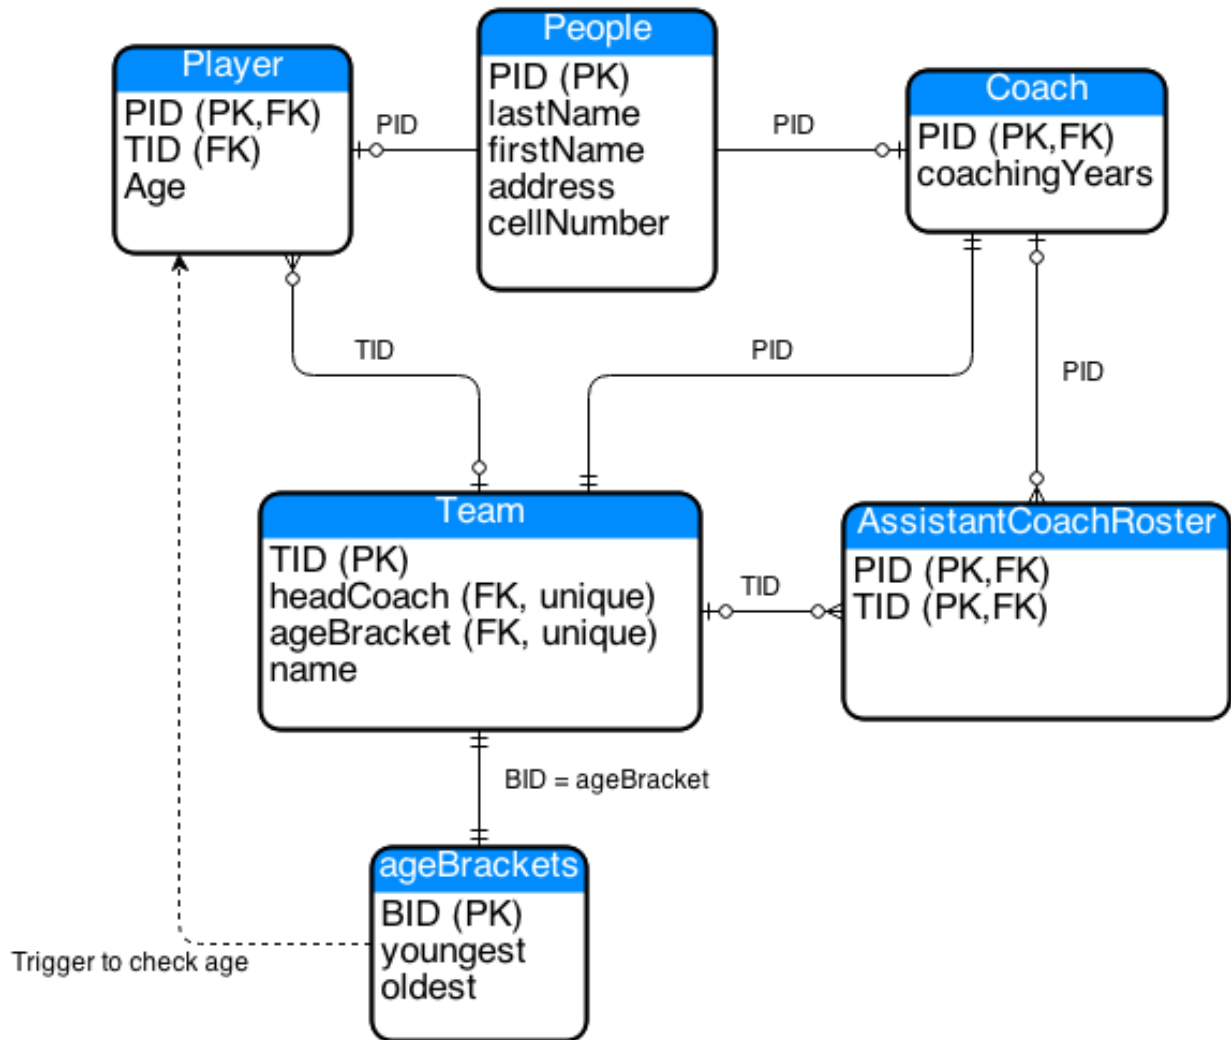 People
PID (PK)
lastName
firstName
address
cellNumber
Player
PID (PK,FK)
TID (FK)
Age
Coach
PID (PK,FK)
coachingYears
PID
PID
TID
PID
PID
Team
TID (PK)
headCoach (FK, unique)
ageBracket (FK, unique)
name
TID
AssistantCoachRoster
PID (PK,FK)
TID (PK,FK)
BID = ageBracket
ageBrackets
BID (PK)
youngest
oldest
Trigger to check age